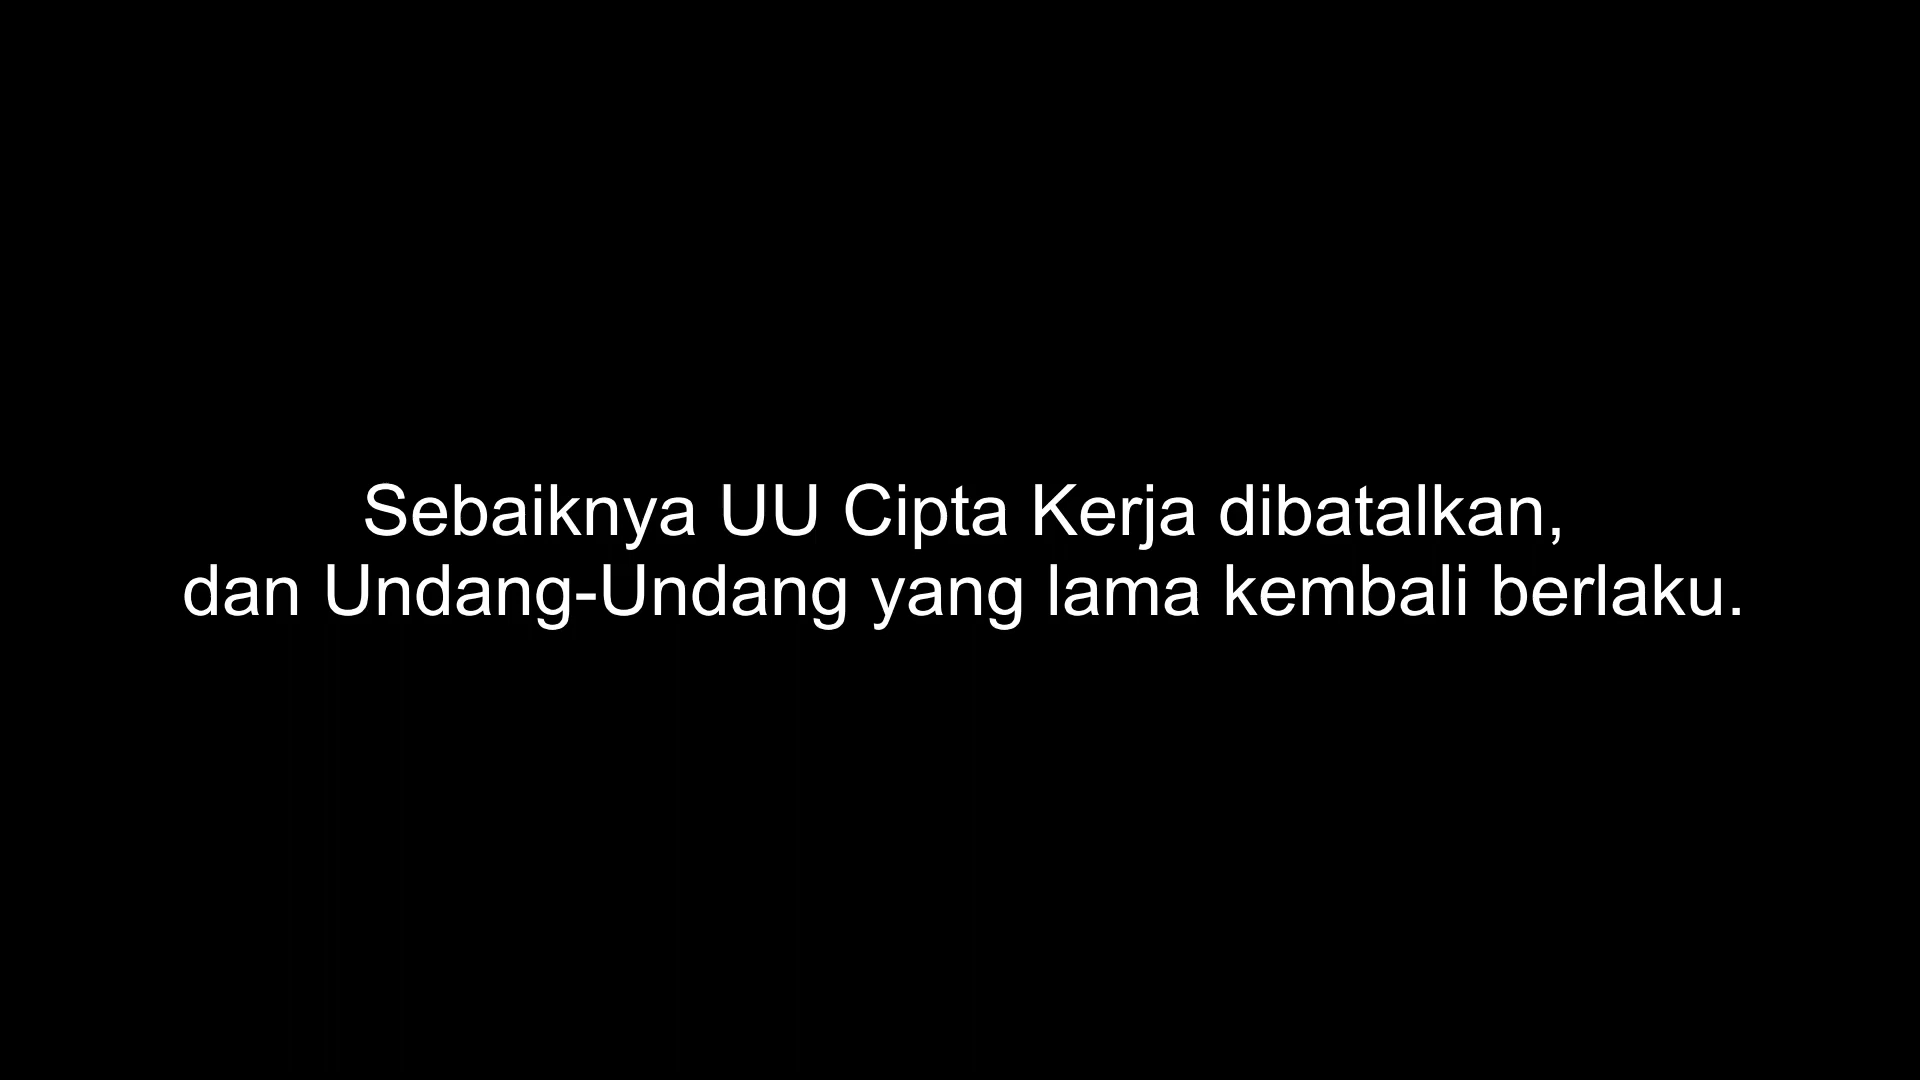 Sebaiknya UU Cipta Kerja dibatalkan,
dan Undang-Undang yang lama kembali berlaku.